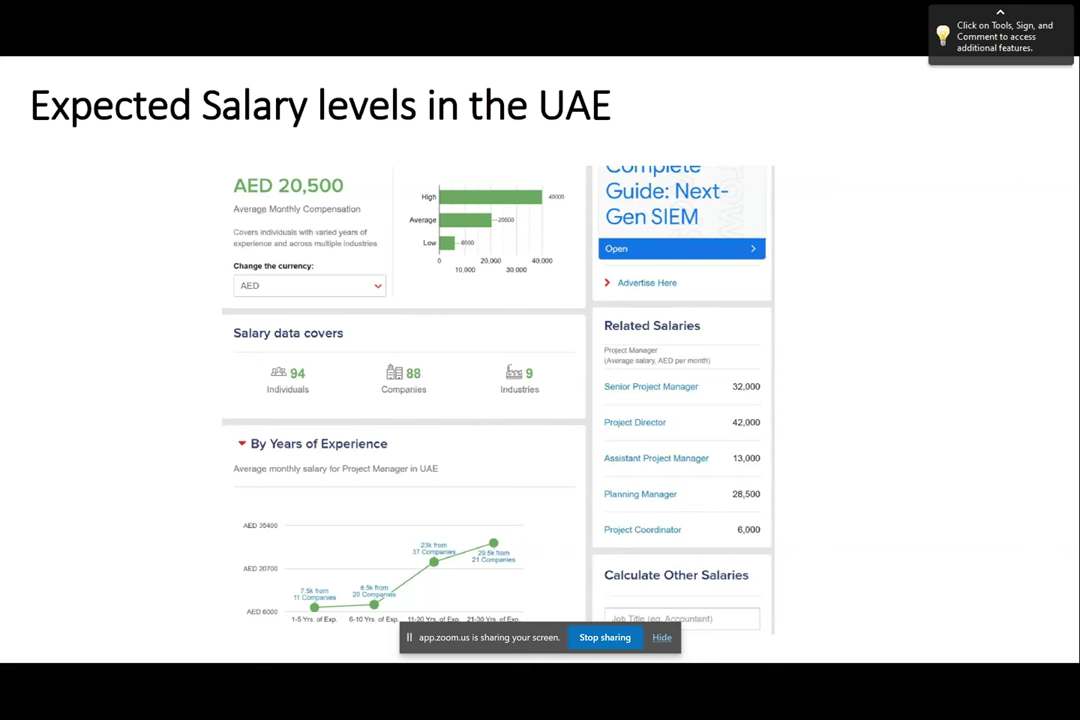 Click on Tools, Sign, and
Comment to access
additional features.
Expected Salary levels in the UAE
AED 20,500
Average Monthly Compensation
Covers individuals with varied years of
experience and across multiple industries
Change the currency:
AED
High
40000
Average
20500
Low
6000
0
20,000
40,000
10,000
30,000
Complete
Guide: Next-
Gen SIEM
Open
Advertise Here
Salary data covers
94
Individuals
88
Companies
9
Industries
Related Salaries
Project Manager
(Average salary, AED per month)
Senior Project Manager 32,000
Project Director 42,000
Assistant Project Manager 13,000
Planning Manager 28,500
Project Coordinator 6,000
By Years of Experience
Average monthly salary for Project Manager in UAE
AED 35400
AED 20700
AED 6000
7.5k from
11 Companies
8.5k from
20 Companies
23k from
37 Companies
29.5k from
21 Companies
1-5 Yrs. of Exp.
6-10 Yrs. of Exp.
11-20 Yrs. of Exp.
21-30 Yrs. of Exp.
Calculate Other Salaries
Job Title (eg. Accountant)
app.zoom.us is sharing your screen.
Stop sharing
Hide